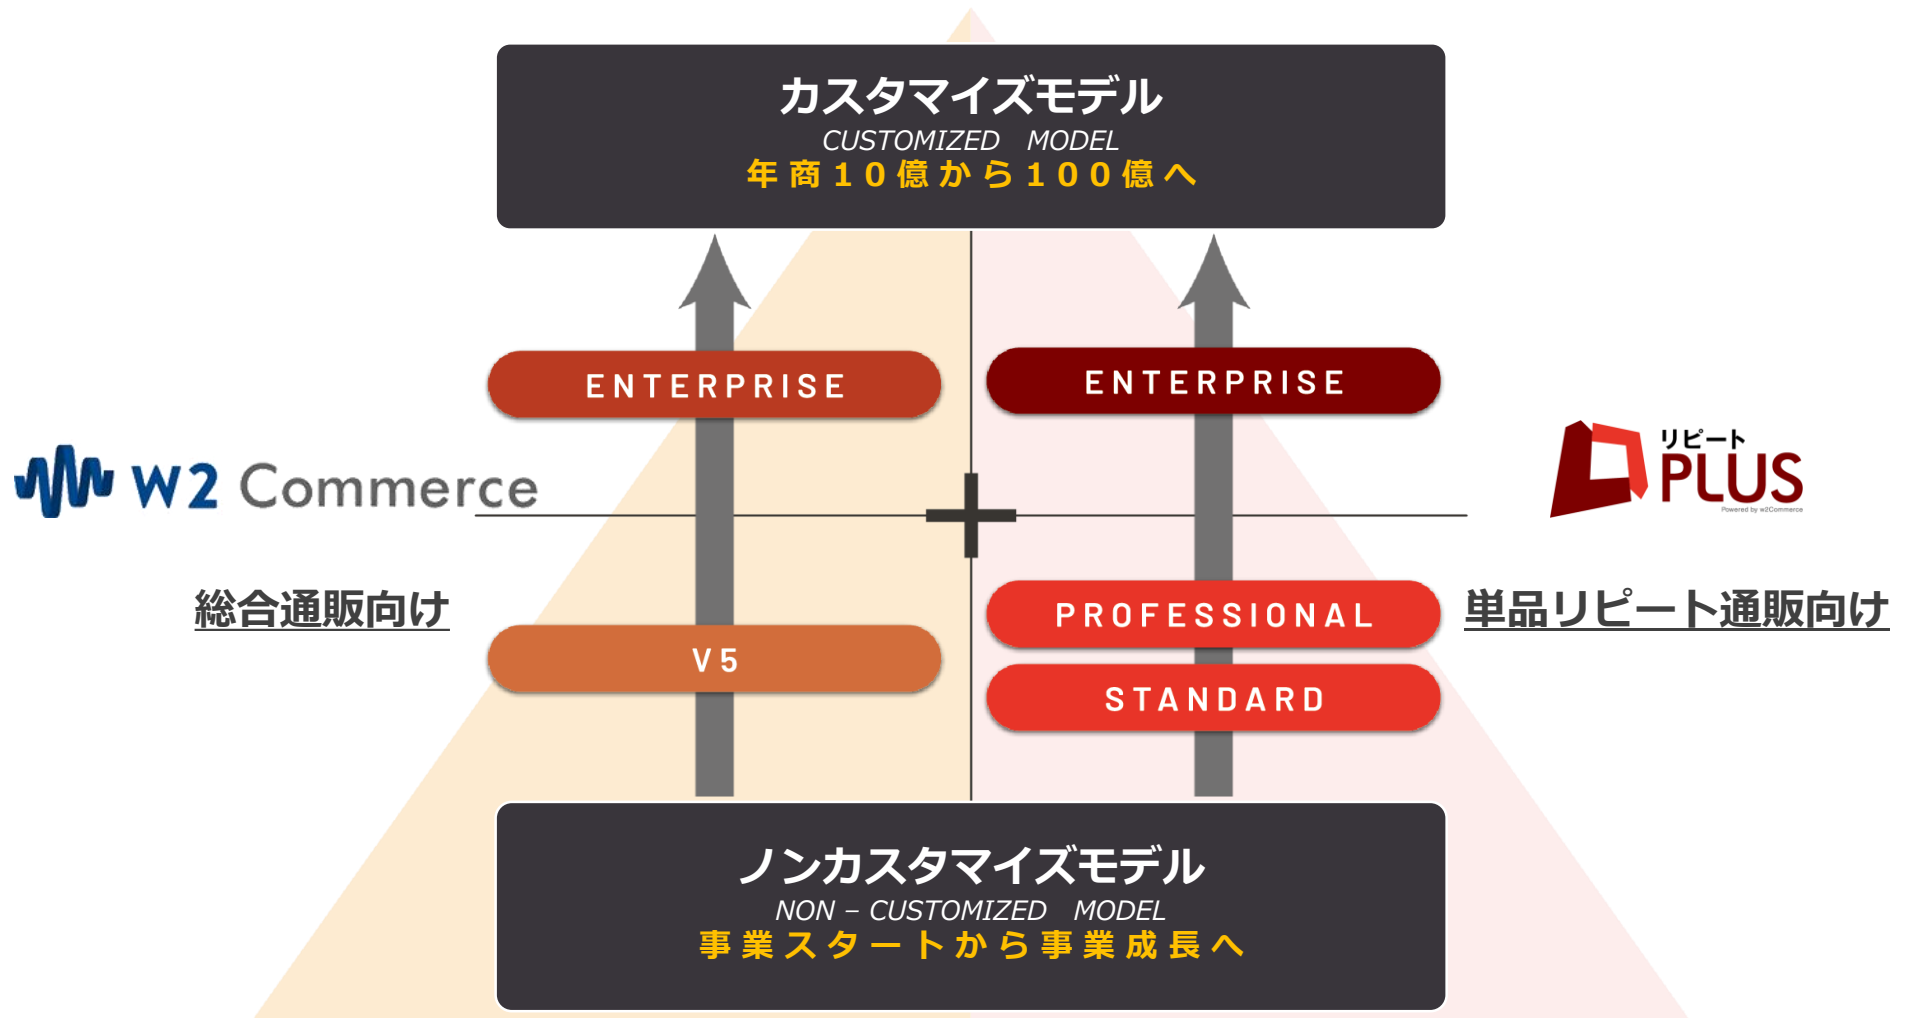 カスタマイズモデル
CUSTOMIZED MODEL
年商10億から100億へ
ENTERPRISE
ENTERPRISE
W2 Commerce
リピート
PLUS
Powered by w2Commerce
総合通販向け
単品リピート通販向け
V5
PROFESSIONAL
STANDARD
ノンカスタマイズモデル
NON – CUSTOMIZED MODEL
事業スタートから事業成長へ